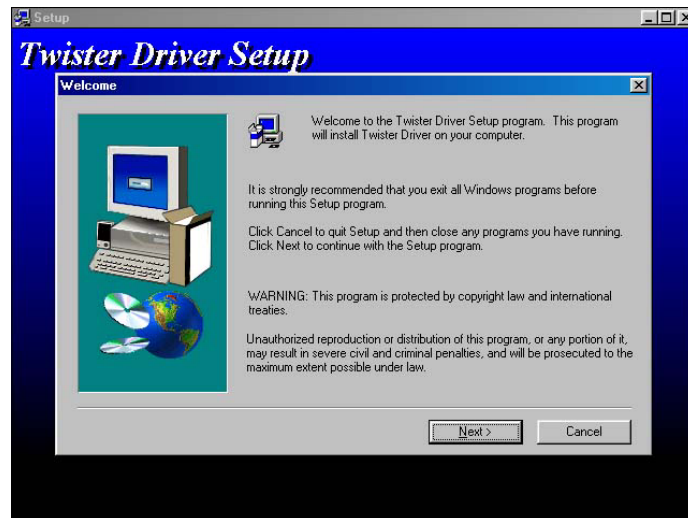 Setup
Twister Driver Setup
Welcome
Welcome to the Twister Driver Setup program. This program
will install Twister Driver on your computer.
It is strongly recommended that you exit all Windows programs before
running this Setup program.
Click Cancel to quit Setup and then close any programs you have running.
Click Next to continue with the Setup program.
WARNING: This program is protected by copyright law and international
treaties.
Unauthorized reproduction or distribution of this program, or any portion of it,
may result in severe civil and criminal penalties, and will be prosecuted to the
maximum extent possible under law.
Next >
Cancel